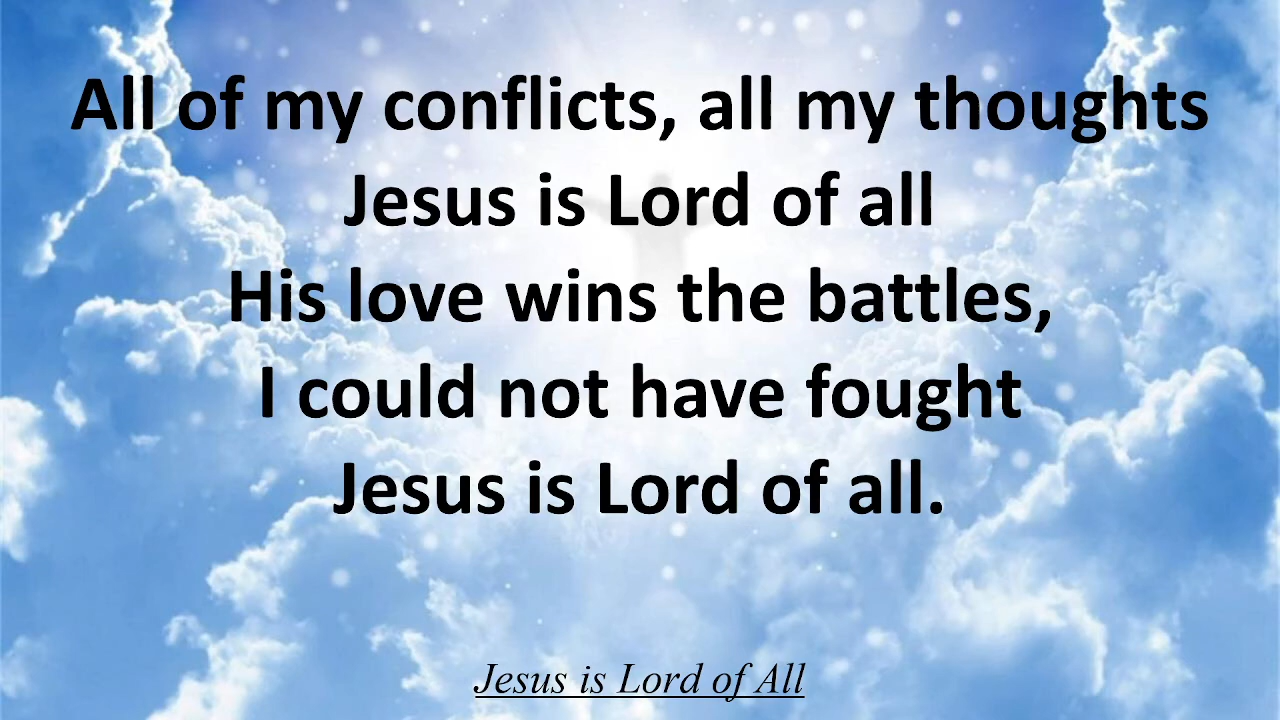 All of my conflicts, all my thoughts
Jesus is Lord of all
His love wins the battles,
I could not have fought
Jesus is Lord of all.
Jesus is Lord of All